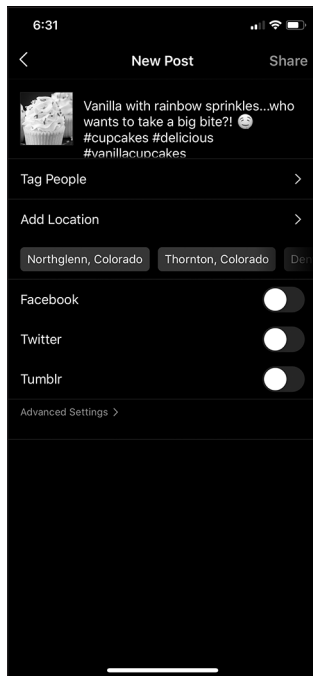 6:31
New Post
Share
Vanilla with rainbow sprinkles...who
wants to take a big bite?! 🤤
#cupcakes #delicious
#vanillacupcakes
Tag People
Add Location
Northglenn, Colorado
Thornton, Colorado
Den
Facebook
Twitter
Tumblr
Advanced Settings